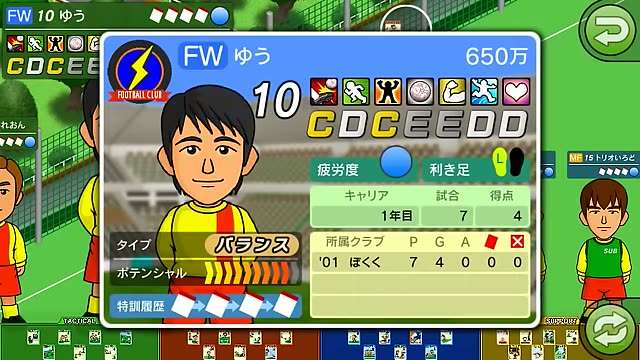 FW 10 ゆう
CDCEE
FOOTBALL CLUB
FW ゆう 650万
10
CDCEEDD
疲労度 利き足 L
キャリア 試合 得点
1年目 7 4
タイプ バランス
ポテンシャル
特訓履歴
所属クラブ P G A
'01 ぼくく 7 4 0 0 0
れおん
MF 15 トリオいろど
SUB
TACTICAL
SUPPORT